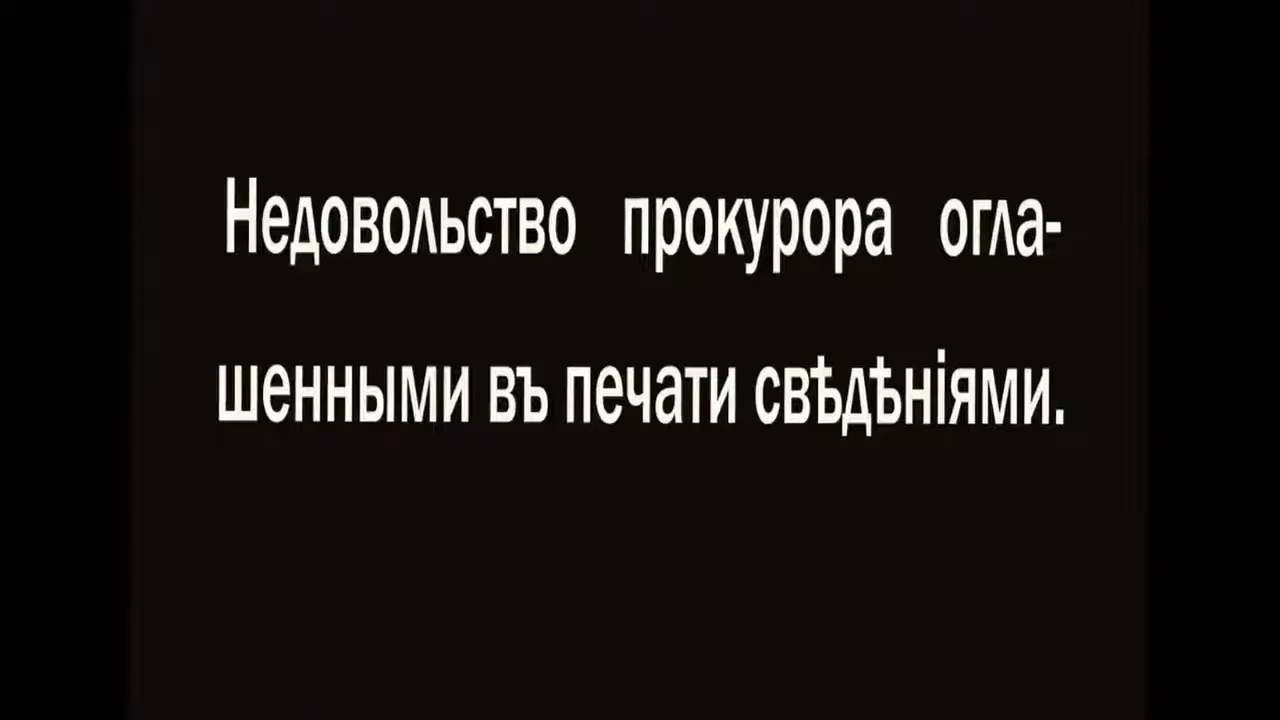 Недовольство прокурора огла-
шенными въ печати свѣдѣніями.